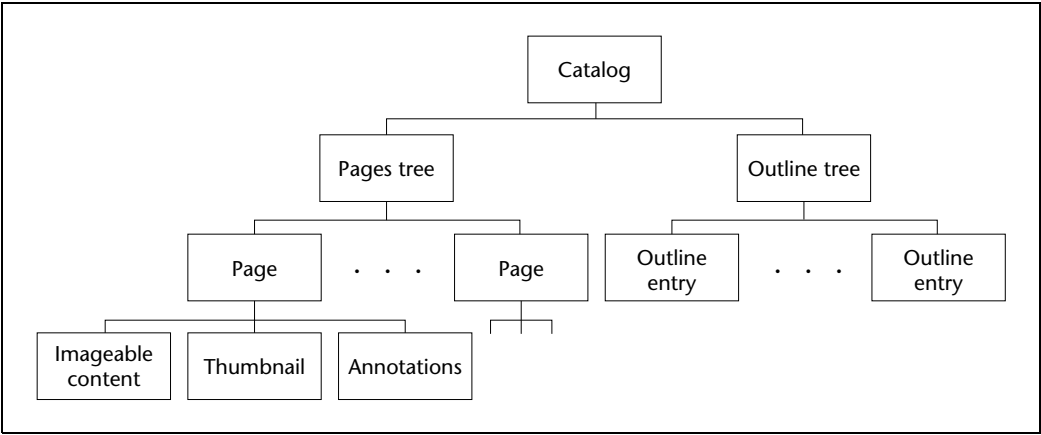 Catalog
Pages tree
Outline tree
Page
. . .
Page
Outline
entry
. . .
Outline
entry
Imageable
content
Thumbnail
Annotations